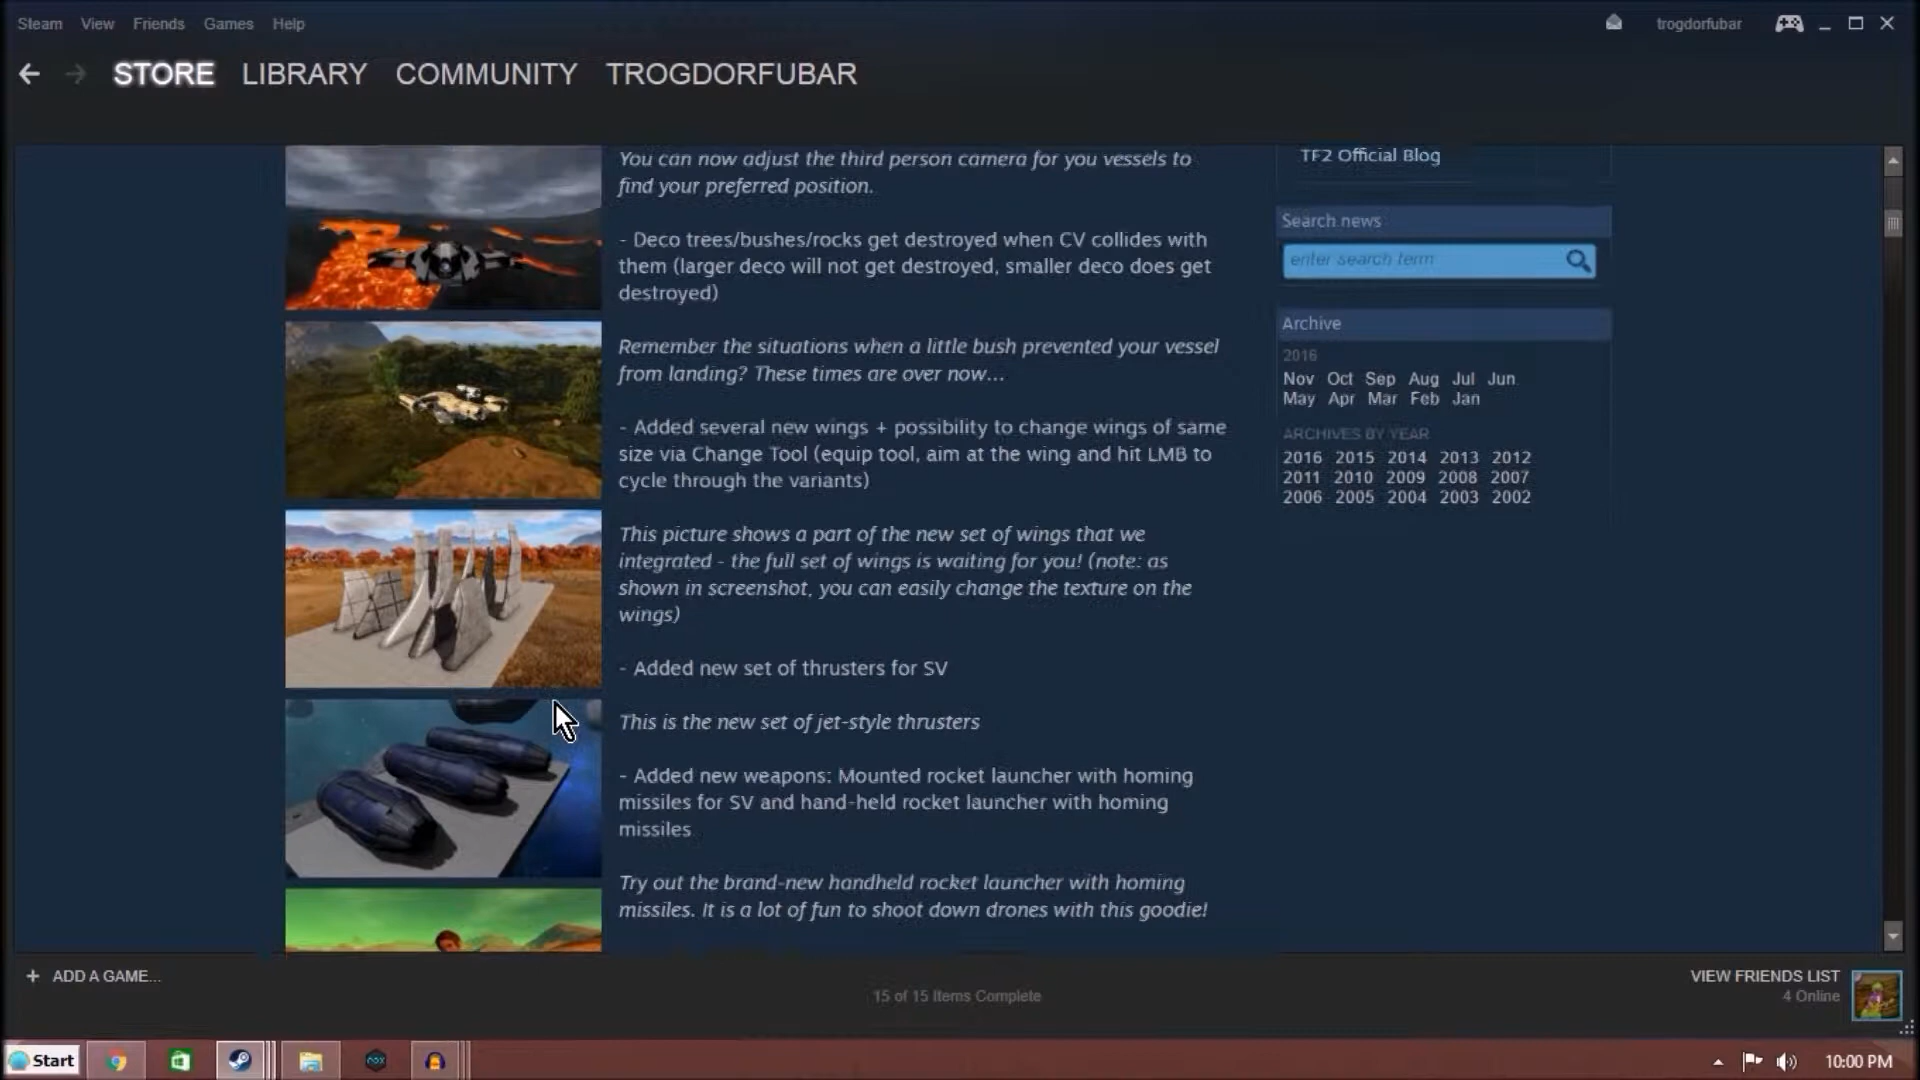 Steam View Friends Games Help
trogdorfubar
STORE LIBRARY COMMUNITY TROGDORFUBAR
You can now adjust the third person camera for you vessels to
find your preferred position.
- Deco trees/bushes/rocks get destroyed when CV collides with
them (larger deco will not get destroyed, smaller deco does get
destroyed)
Remember the situations when a little bush prevented your vessel
from landing? These times are over now...
- Added several new wings + possibility to change wings of same
size via Change Tool (equip tool, aim at the wing and hit LMB to
cycle through the variants)
This picture shows a part of the new set of wings that we
integrated - the full set of wings is waiting for you! (note: as
shown in screenshot, you can easily change the texture on the
wings)
- Added new set of thrusters for SV
This is the new set of jet-style thrusters
- Added new weapons: Mounted rocket launcher with homing
missiles for SV and hand-held rocket launcher with homing
missiles
Try out the brand-new handheld rocket launcher with homing
missiles. It is a lot of fun to shoot down drones with this goodie!
TF2 Official Blog
Search news
enter search term
Archive
2016
Nov Oct Sep Aug Jul Jun
May Apr Mar Feb Jan
ARCHIVES BY YEAR
2016 2015 2014 2013 2012
2011 2010 2009 2008 2007
2006 2005 2004 2003 2002
+ ADD A GAME...
15 of 15 Items Complete
VIEW FRIENDS LIST
4 Online
Start
nox
10:00 PM